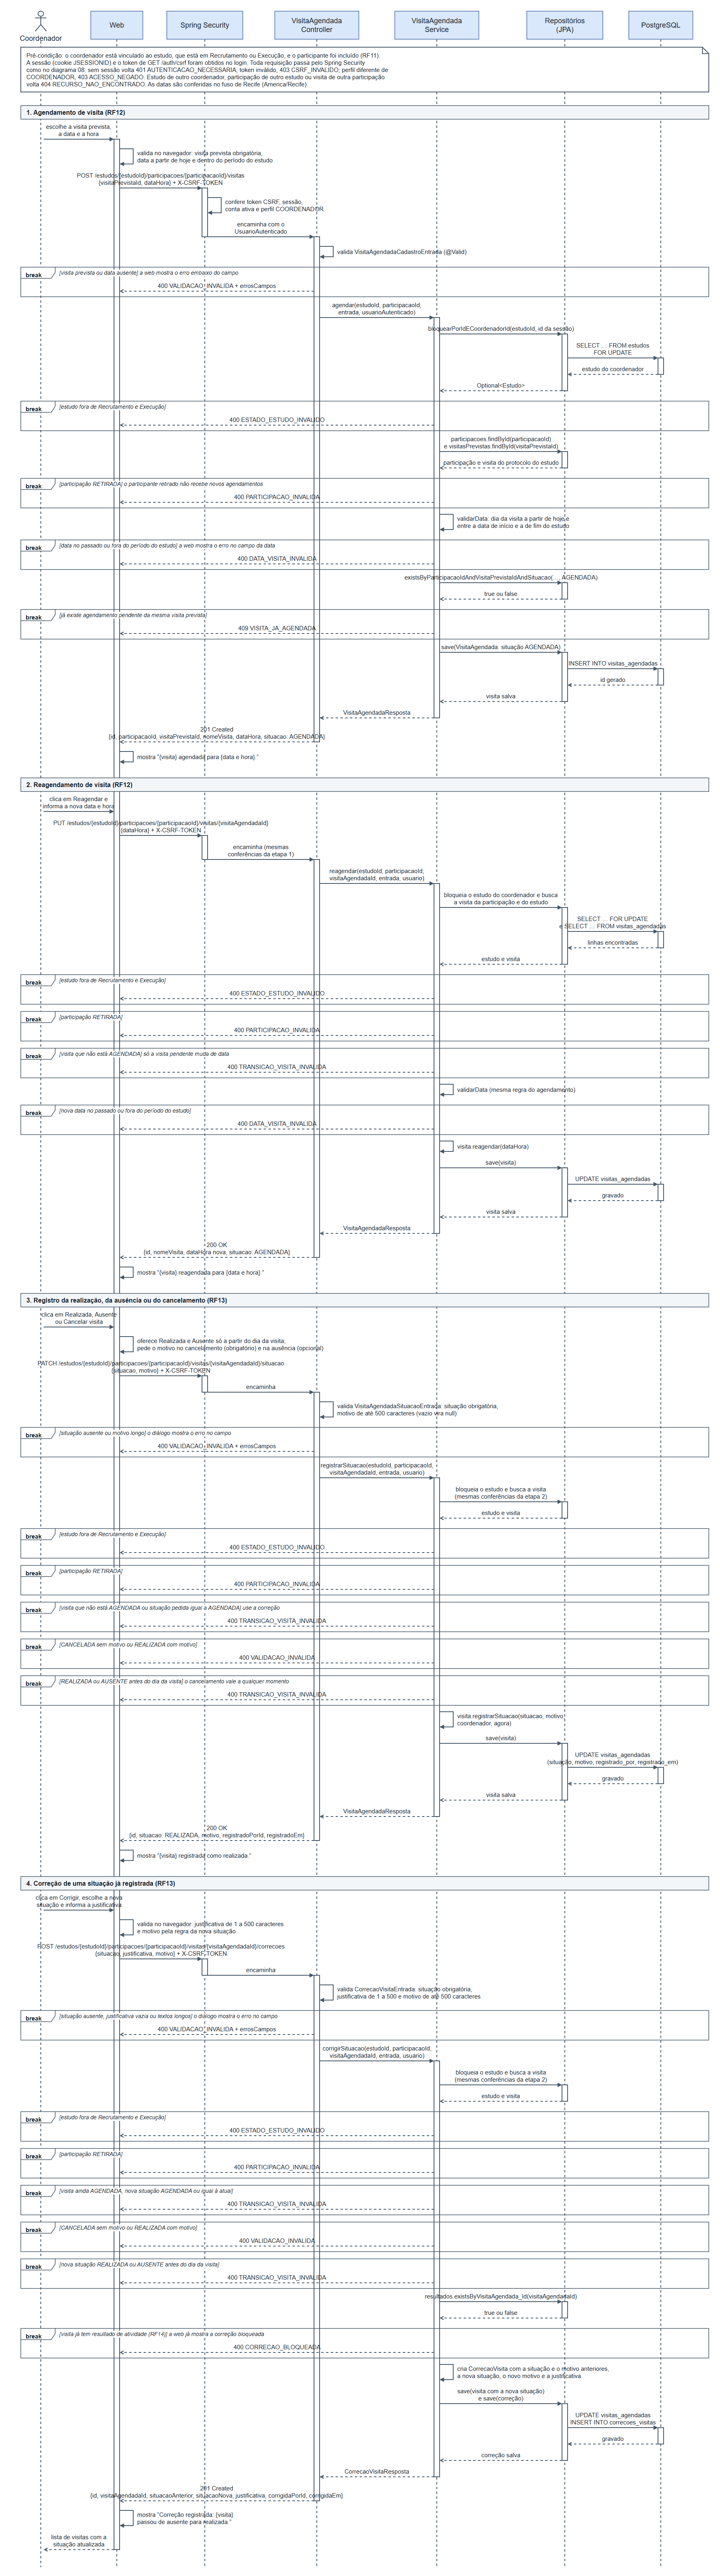 Coordenador
Web
Spring Security
VisitaAgendada
Controller
VisitaAgendada
Service
Repositórios
(JPA)
PostgreSQL
Pré-condição: o coordenador está vinculado ao estudo, que está em Recrutamento ou Execução, e o participante foi incluído (RF11).
A sessão (cookie JSESSIONID) e o token de GET /auth/csrf foram obtidos no login. Toda requisição passa pelo Spring Security
como no diagrama 08: sem sessão volta 401 AUTENTICACAO_NECESSARIA; token inválido, 403 CSRF_INVALIDO; perfil diferente de
COORDENADOR, 403 ACESSO_NEGADO. Estudo de outro coordenador, participação de outro estudo ou visita de outra participação
volta 404 RECURSO_NAO_ENCONTRADO. As datas são conferidas no fuso de Recife (America/Recife).
1. Agendamento de visita (RF12)
escolhe a visita prevista,
a data e a hora
valida no navegador: visita prevista obrigatória,
data a partir de hoje e dentro do período do estudo
POST /estudos/{estudoId}/participacoes/{participacaoId}/visitas
{visitaPrevistaId, dataHora} + X-CSRF-TOKEN
confere token CSRF, sessão,
conta ativa e perfil COORDENADOR
encaminha com o
UsuarioAutenticado
valida VisitaAgendadaCadastroEntrada (@Valid)
break
[visita prevista ou data ausente] a web mostra o erro embaixo do campo
400 VALIDACAO_INVALIDA + errosCampos
agendar(estudoId, participacaoId,
entrada, usuarioAutenticado)
bloquearPorIdECoordenadorId(estudoId, id da sessão)
SELECT ... FROM estudos
FOR UPDATE
estudo do coordenador
Optional<Estudo>
break
[estudo fora de Recrutamento e Execução]
400 ESTADO_ESTUDO_INVALIDO
participacoes.findById(participacaoId)
e visitasPrevistas.findById(visitaPrevistaId)
participação e visita do protocolo do estudo
break
[participação RETIRADA] o participante retirado não recebe novos agendamentos
400 PARTICIPACAO_INVALIDA
validarData: dia da visita a partir de hoje e
entre a data de início e a de fim do estudo
break
[data no passado ou fora do período do estudo] a web mostra o erro no campo da data
400 DATA_VISITA_INVALIDA
existsByParticipacaoIdAndVisitaPrevistaIdAndSituacao(..., AGENDADA)
true ou false
break
[já existe agendamento pendente da mesma visita prevista]
409 VISITA_JA_AGENDADA
save(VisitaAgendada: situação AGENDADA)
INSERT INTO visitas_agendadas
id gerado
visita salva
VisitaAgendadaResposta
201 Created
{id, participacaoId, visitaPrevistaId, nomeVisita, dataHora, situacao: AGENDADA}
mostra "{visita} agendada para {data e hora}."
2. Reagendamento de visita (RF12)
clica em Reagendar e
informa a nova data e hora
PUT /estudos/{estudoId}/participacoes/{participacaoId}/visitas/{visitaAgendadaId}
{dataHora} + X-CSRF-TOKEN
encaminha (mesmas
conferências da etapa 1)
reagendar(estudoId, participacaoId,
visitaAgendadaId, entrada, usuario)
bloqueia o estudo do coordenador e busca
a visita da participação e do estudo
SELECT ... FOR UPDATE
e SELECT ... FROM visitas_agendadas
linhas encontradas
estudo e visita
break
[estudo fora de Recrutamento e Execução]
400 ESTADO_ESTUDO_INVALIDO
break
[participação RETIRADA]
400 PARTICIPACAO_INVALIDA
break
[visita que não está AGENDADA] só a visita pendente muda de data
400 TRANSICAO_VISITA_INVALIDA
validarData (mesma regra do agendamento)
break
[nova data no passado ou fora do período do estudo]
400 DATA_VISITA_INVALIDA
visita.reagendar(dataHora)
save(visita)
UPDATE visitas_agendadas
gravado
visita salva
VisitaAgendadaResposta
200 OK
{id, nomeVisita, dataHora nova, situacao: AGENDADA}
mostra "{visita} reagendada para {data e hora}."
3. Registro da realização, da ausência ou do cancelamento (RF13)
clica em Realizada, Ausente
ou Cancelar visita
oferece Realizada e Ausente só a partir do dia da visita;
pede o motivo no cancelamento (obrigatório) e na ausência (opcional)
PATCH /estudos/{estudoId}/participacoes/{participacaoId}/visitas/{visitaAgendadaId}/situacao
{situacao, motivo} + X-CSRF-TOKEN
encaminha
valida VisitaAgendadaSituacaoEntrada: situação obrigatória,
motivo de até 500 caracteres (vazio vira null)
break
[situação ausente ou motivo longo] o diálogo mostra o erro no campo
400 VALIDACAO_INVALIDA + errosCampos
registrarSituacao(estudoId, participacaoId,
visitaAgendadaId, entrada, usuario)
bloqueia o estudo e busca a visita
(mesmas conferências da etapa 2)
estudo e visita
break
[estudo fora de Recrutamento e Execução]
400 ESTADO_ESTUDO_INVALIDO
break
[participação RETIRADA]
400 PARTICIPACAO_INVALIDA
break
[visita que não está AGENDADA ou situação pedida igual a AGENDADA] use a correção
400 TRANSICAO_VISITA_INVALIDA
break
[CANCELADA sem motivo ou REALIZADA com motivo]
400 VALIDACAO_INVALIDA
break
[REALIZADA ou AUSENTE antes do dia da visita] o cancelamento vale a qualquer momento
400 TRANSICAO_VISITA_INVALIDA
visita.registrarSituacao(situacao, motivo,
coordenador, agora)
save(visita)
UPDATE visitas_agendadas
(situação, motivo, registrado_por, registrado_em)
gravado
visita salva
VisitaAgendadaResposta
200 OK
{id, situacao: REALIZADA, motivo, registradoPorId, registradoEm}
mostra "{visita} registrada como realizada."
4. Correção de uma situação já registrada (RF13)
clica em Corrigir, escolhe a nova
situação e informa a justificativa
valida no navegador: justificativa de 1 a 500 caracteres
e motivo pela regra da nova situação
POST /estudos/{estudoId}/participacoes/{participacaoId}/visitas/{visitaAgendadaId}/correcoes
{situacao, justificativa, motivo} + X-CSRF-TOKEN
encaminha
valida CorrecaoVisitaEntrada: situação obrigatória,
justificativa de 1 a 500 e motivo de até 500 caracteres
break
[situação ausente, justificativa vazia ou textos longos] o diálogo mostra o erro no campo
400 VALIDACAO_INVALIDA + errosCampos
corrigirSituacao(estudoId, participacaoId,
visitaAgendadaId, entrada, usuario)
bloqueia o estudo e busca a visita
(mesmas conferências da etapa 2)
estudo e visita
break
[estudo fora de Recrutamento e Execução]
400 ESTADO_ESTUDO_INVALIDO
break
[participação RETIRADA]
400 PARTICIPACAO_INVALIDA
break
[visita ainda AGENDADA, nova situação AGENDADA ou igual à atual]
400 TRANSICAO_VISITA_INVALIDA
break
[CANCELADA sem motivo ou REALIZADA com motivo]
400 VALIDACAO_INVALIDA
break
[nova situação REALIZADA ou AUSENTE antes do dia da visita]
400 TRANSICAO_VISITA_INVALIDA
resultados.existsByVisitaAgendada_Id(visitaAgendadaId)
true ou false
break
[visita já tem resultado de atividade (RF14)] a web já mostra a correção bloqueada
400 CORRECAO_BLOQUEADA
cria CorrecaoVisita com a situação e o motivo anteriores,
a nova situação, o novo motivo e a justificativa
save(visita com a nova situação)
e save(correção)
UPDATE visitas_agendadas
INSERT INTO correcoes_visitas
gravado
correção salva
CorrecaoVisitaResposta
201 Created
{id, visitaAgendadaId, situacaoAnterior, situacaoNova, justificativa, corrigidaPorId, corrigidaEm}
mostra "Correção registrada: {visita}
passou de ausente para realizada."
lista de visitas com a
situação atualizada